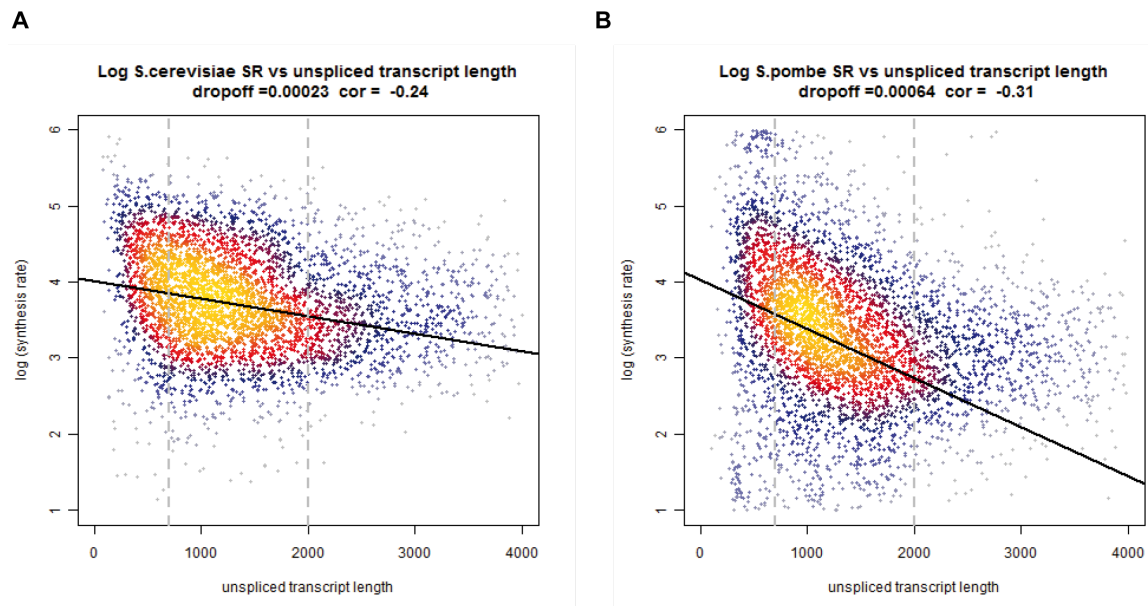 A
Log S.cerevisiae SR vs unspliced transcript length
dropoff =0.00023 cor = -0.24
6
5
4
3
2
1
log (synthesis rate)
0 1000 2000 3000 4000
unspliced transcript length
B
Log S.pombe SR vs unspliced transcript length
dropoff =0.00064 cor = -0.31
6
5
4
3
2
1
log (synthesis rate)
0 1000 2000 3000 4000
unspliced transcript length